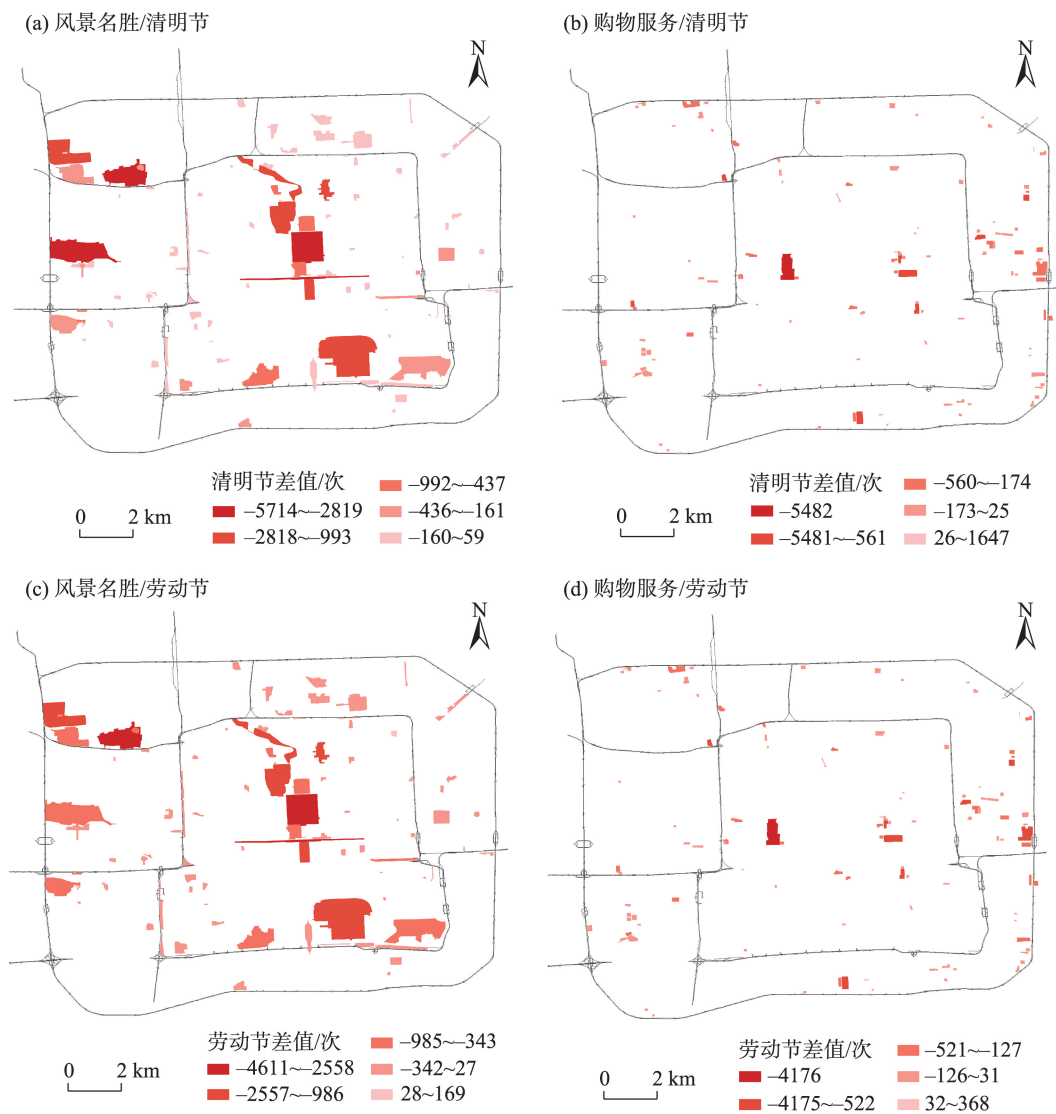 (a) 风景名胜/清明节
N
清明节差值/次
–5714~–2819
–2818~–993
–992~–437
–436~–161
–160~59
0 2 km
(b) 购物服务/清明节
N
清明节差值/次
–5482
–5481~–561
–560~–174
–173~25
26~1647
0 2 km
(c) 风景名胜/劳动节
N
劳动节差值/次
–4611~–2558
–2557~–986
–985~–343
–342~27
28~169
0 2 km
(d) 购物服务/劳动节
N
劳动节差值/次
–4176
–4175~–522
–521~–127
–126~31
32~368
0 2 km